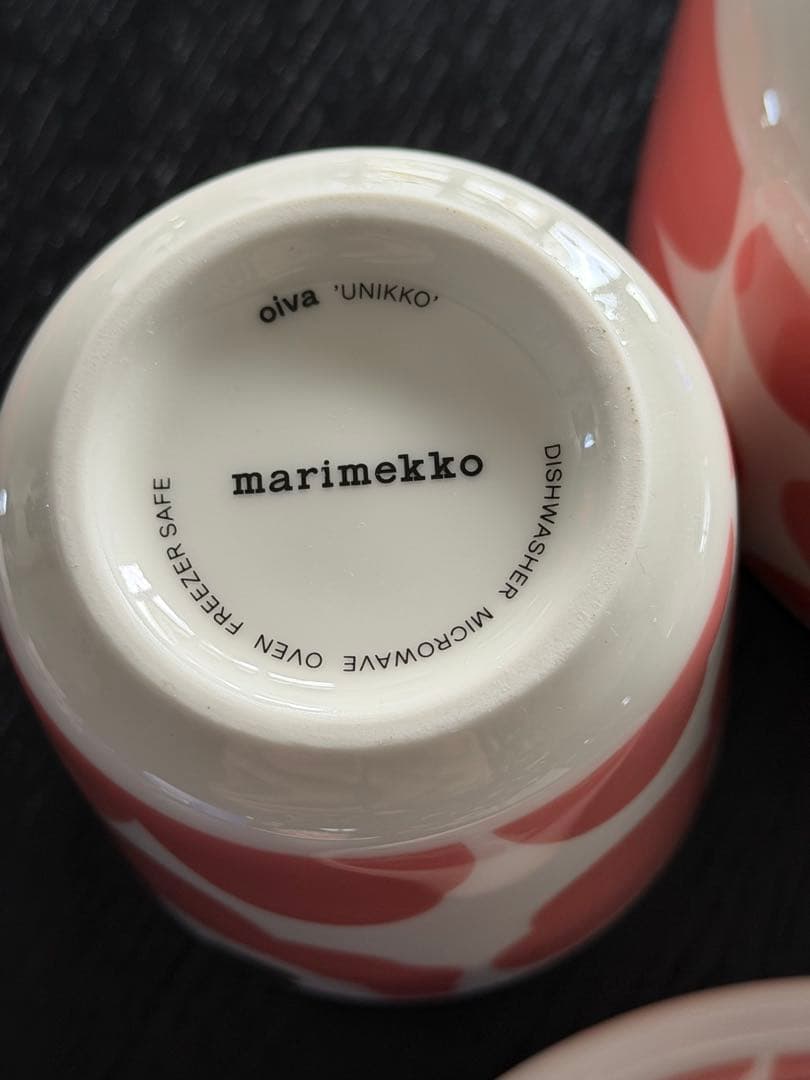 oiva 'UNIKKO'
marimekko
DISHWASHER MICROWAVE OVEN FREEZER SAFE